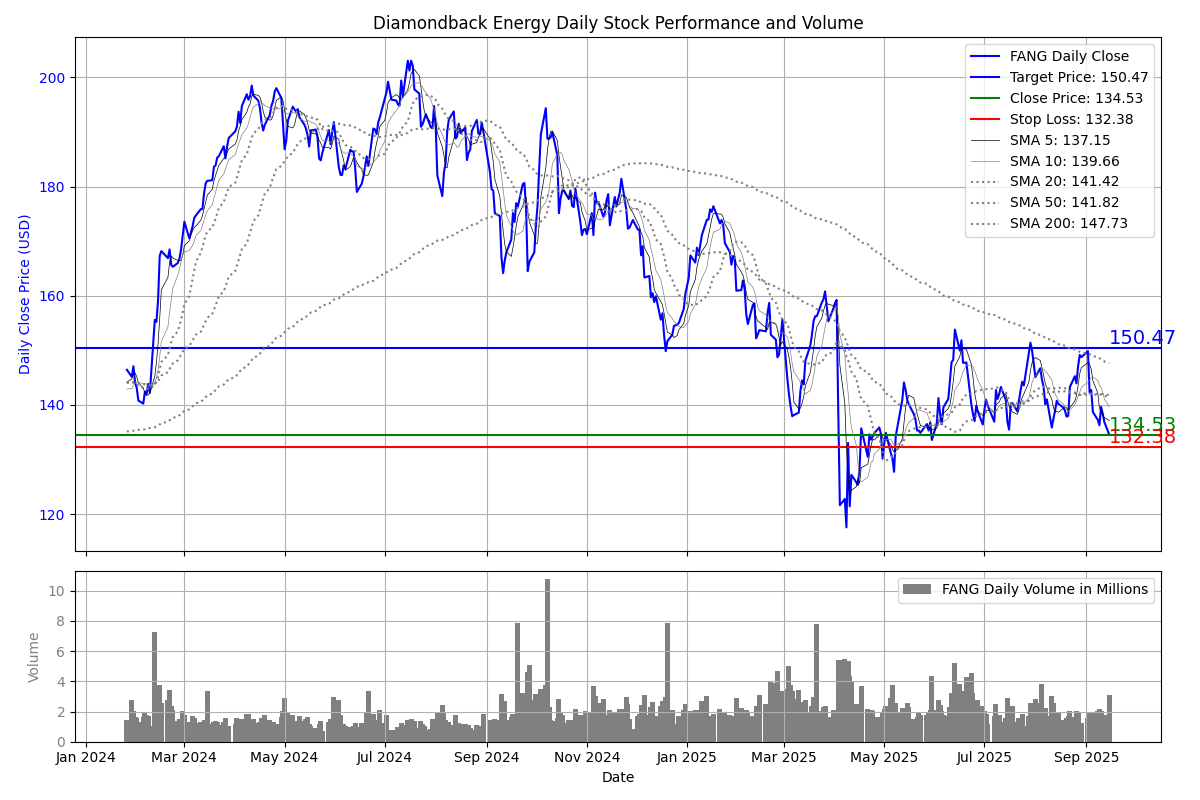 Diamondback Energy Daily Stock Performance and Volume
Daily Close Price (USD)
200
180
160
140
120
FANG Daily Close
Target Price: 150.47
Close Price: 134.53
Stop Loss: 132.38
SMA 5: 137.15
SMA 10: 139.66
SMA 20: 141.42
SMA 50: 141.82
SMA 200: 147.73
150.47
134.53
132.38
Volume
10
8
6
4
2
0
FANG Daily Volume in Millions
Jan 2024
Mar 2024
May 2024
Jul 2024
Sep 2024
Nov 2024
Jan 2025
Mar 2025
May 2025
Jul 2025
Sep 2025
Date